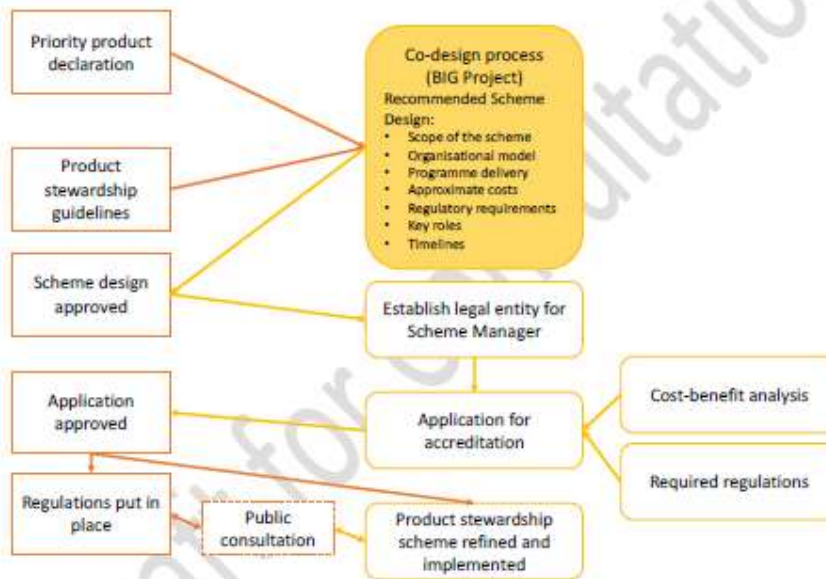 Priority product
declaration
Co-design process
(BIG Project)
Recommended Scheme
Design:
• Scope of the scheme
• Organisational model
• Programme delivery
• Approximate costs
• Regulatory requirements
• Key roles
• Timelines
Product
stewardship
guidelines
Scheme design
approved
Establish legal entity for
Scheme Manager
Application
approved
Application for
accreditation
Cost-benefit analysis
Required regulations
Regulations put in
place
Public
consultation
Product stewardship
scheme refined and
implemented